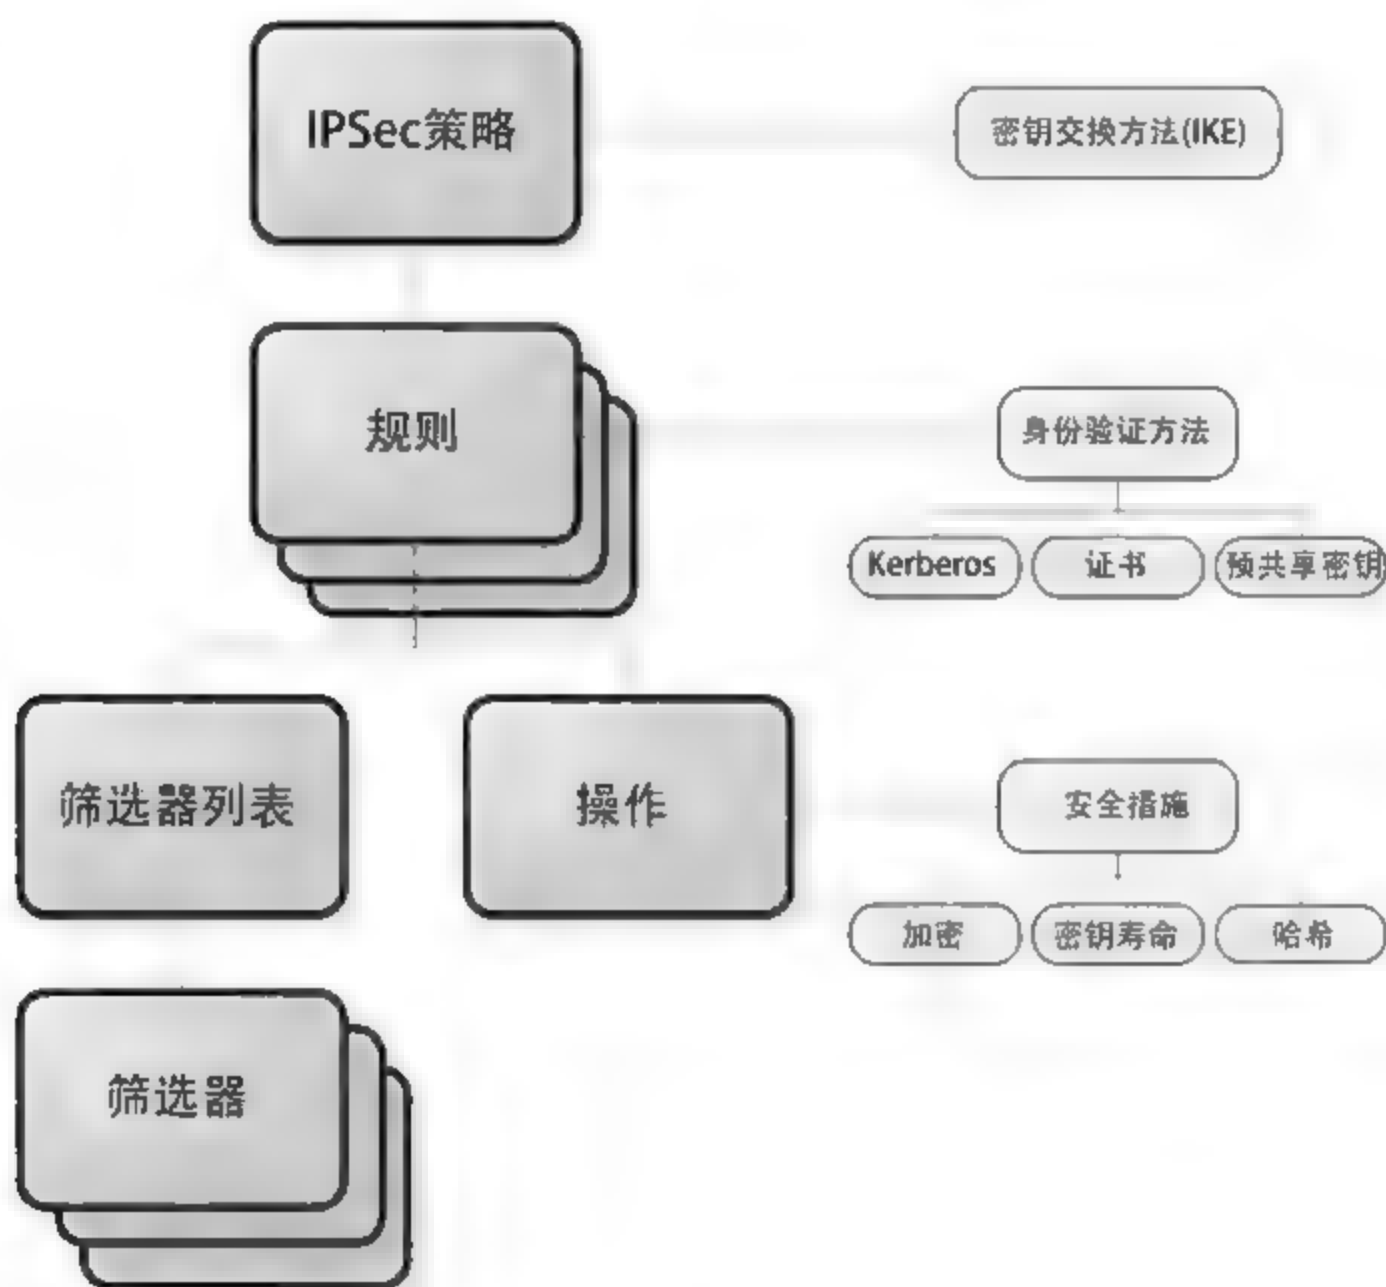 IPSec策略
密钥交换方法(IKE)
规则
身份验证方法
Kerberos
证书
预共享密钥
筛选器列表
操作
安全措施
加密
密钥寿命
哈希
筛选器